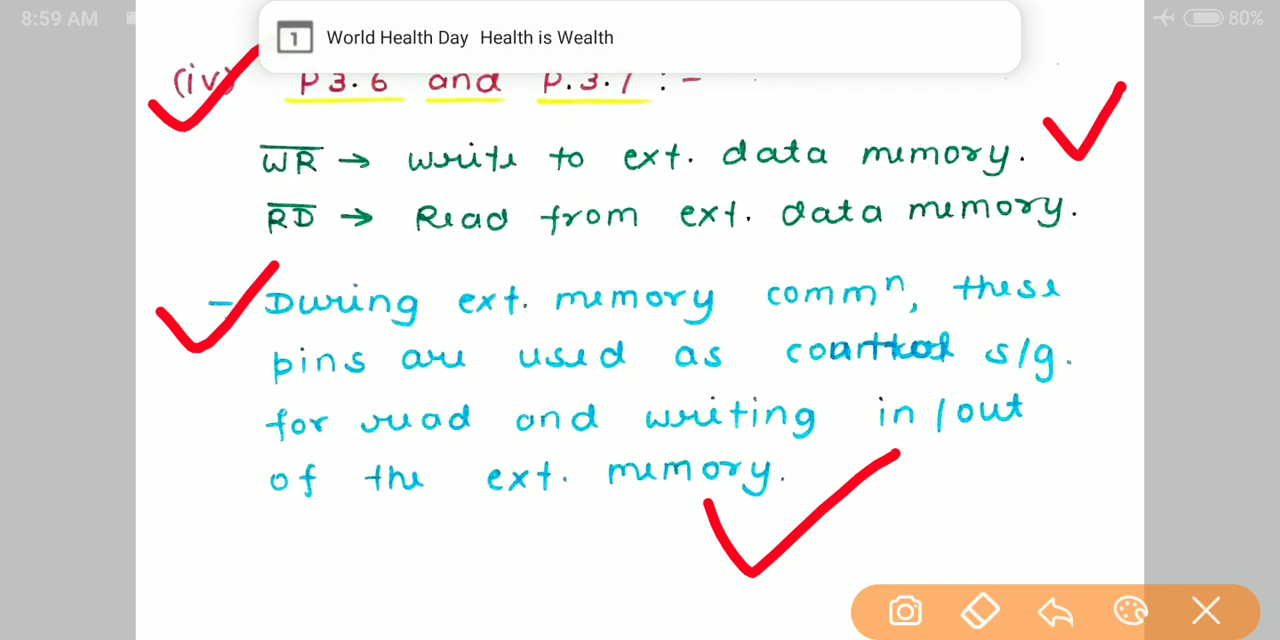 8:59 AM
80%
1 World Health Day Health is Wealth
(iv) P3.6 and P.3.7 :-
WR → write to ext. data memory.
RD → Read from ext. data memory.
- During ext. memory commⁿ, these
pins are used as control s/g.
for read and writing in/out
of the ext. memory.